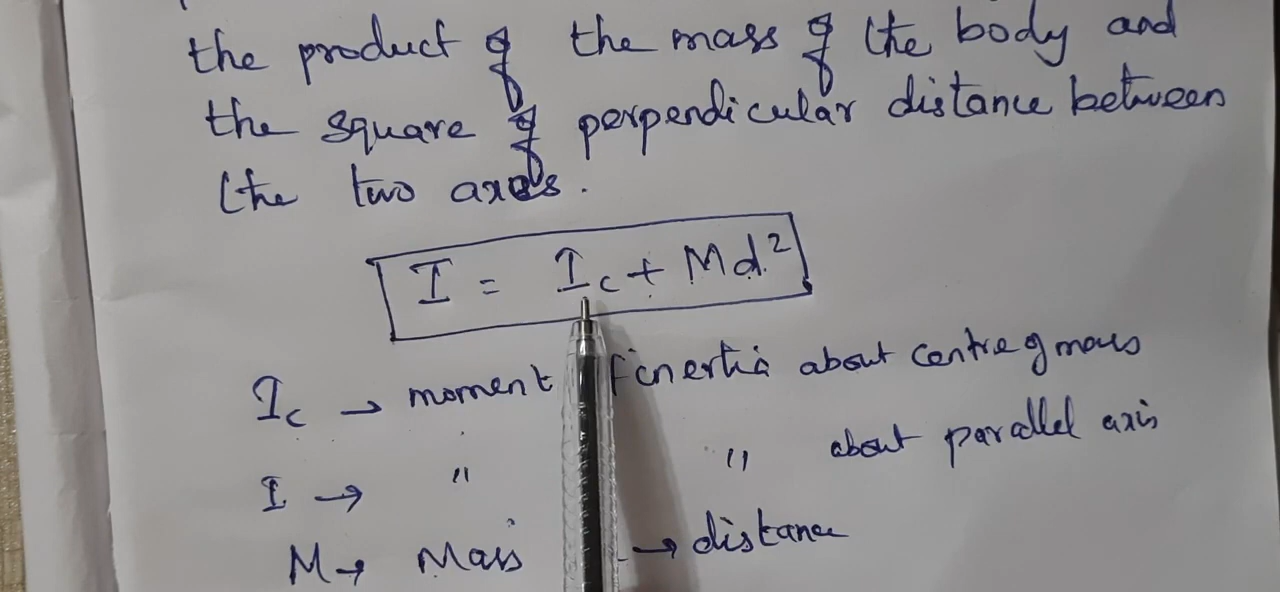 the product of the mass of the body and
the square of perpendicular distance between
the two axes.
I = Ic + Md²
Ic → moment of inertia about centre of mass
I → " " about parallel axis
M → Mass → distance